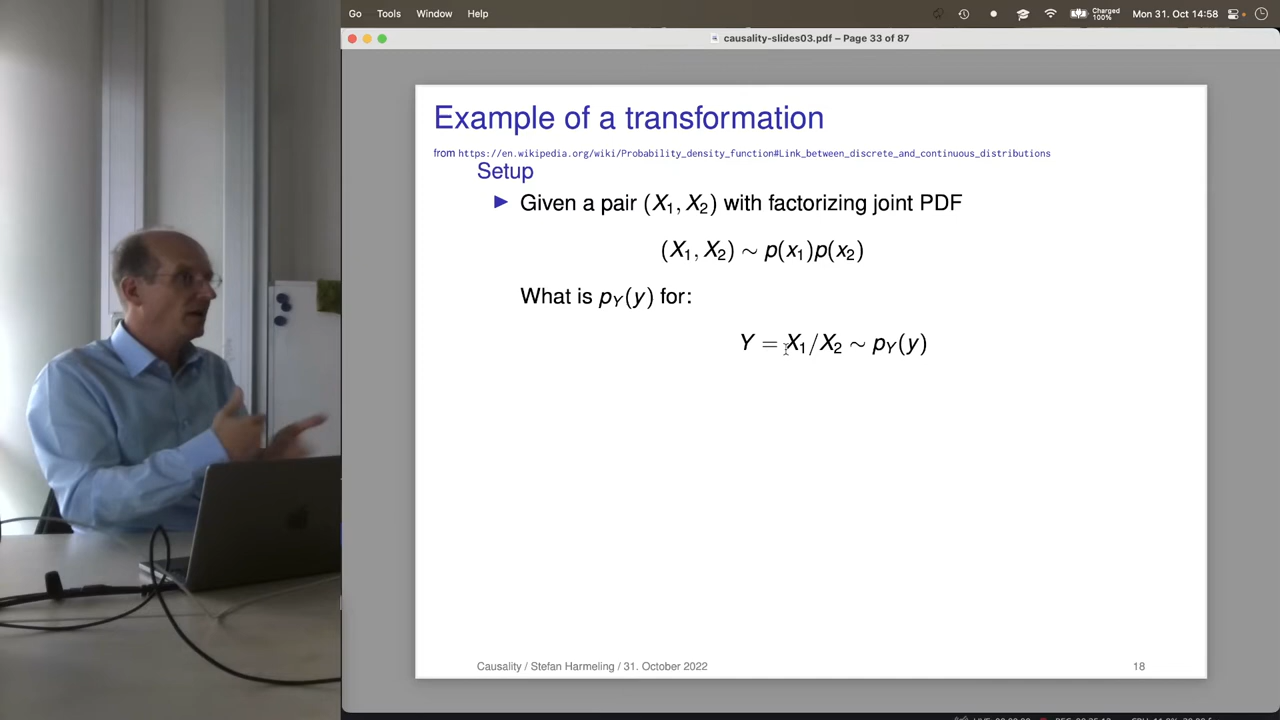 Go Tools Window Help
Charged 100%
Mon 31. Oct 14:58
causality-slides03.pdf – Page 33 of 87
Example of a transformation
from https://en.wikipedia.org/wiki/Probability_density_function#Link_between_discrete_and_continuous_distributions
Setup
▶ Given a pair (X₁, X₂) with factorizing joint PDF
(X₁, X₂) ∼ p(x₁)p(x₂)
What is p_Y(y) for:
Y = X₁/X₂ ∼ p_Y(y)
Causality / Stefan Harmeling / 31. October 2022
18